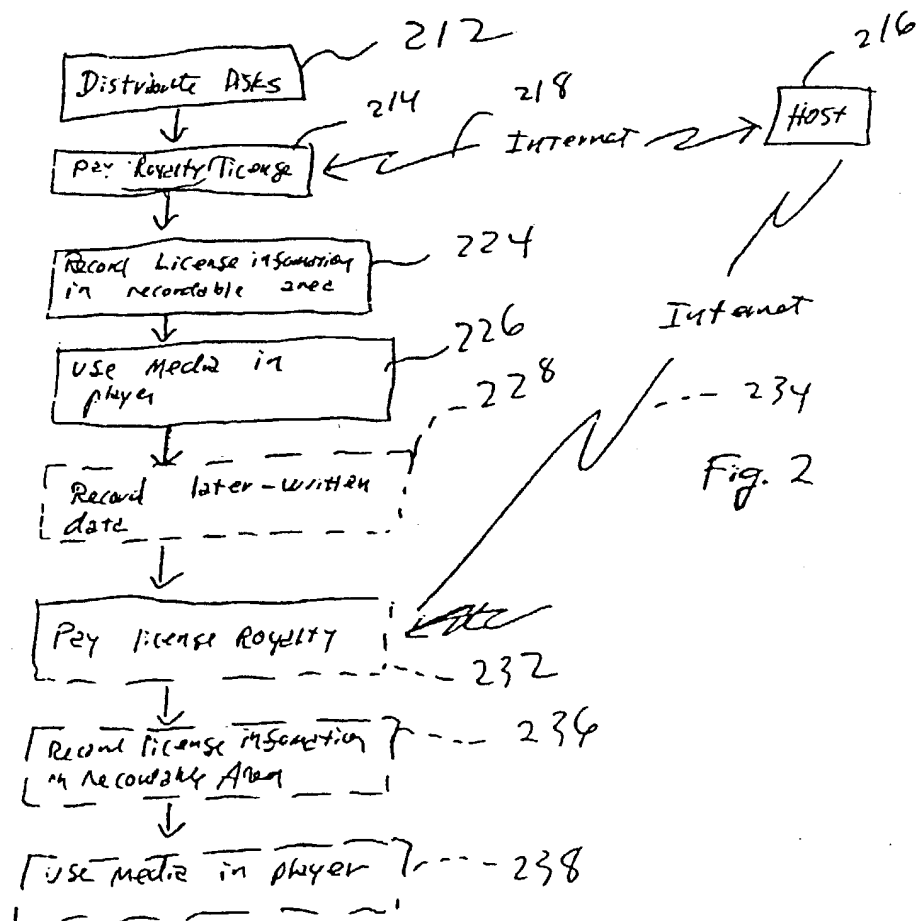 212
216
Distribute Disks
214
218
Host
Internet
Pay Royalty/license
224
Record License information
in recordable area
226
Internet
Use Media in
player
228
234
Record later-written
data
Fig. 2
Pay license Royalty
232
Record license information
in recordable Area
236
Use Media in player
238